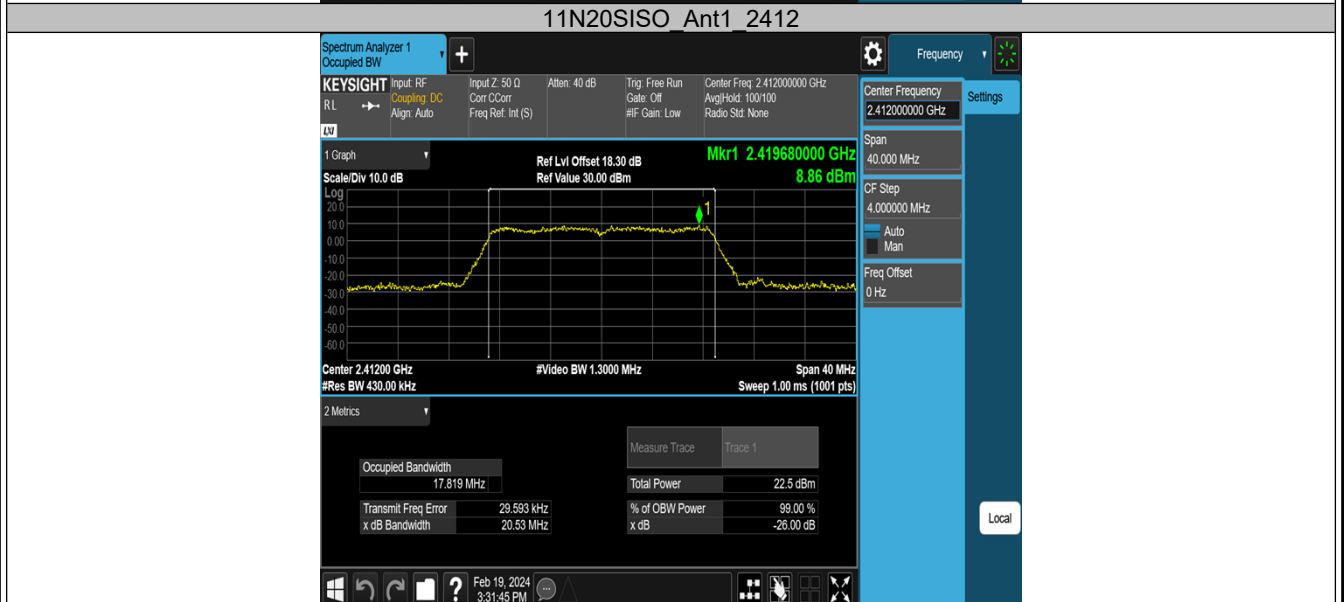 11N20SISO_Ant1_2412
Spectrum Analyzer 1
Occupied BW
+
Frequency
KEYSIGHT
RL
LXI
Input: RF
Coupling: DC
Align: Auto
Input Z: 50 Ω
Corr CCorr
Freq Ref: Int (S)
Atten: 40 dB
Trig: Free Run
Gate: Off
#IF Gain: Low
Center Freq: 2.412000000 GHz
Avg|Hold: 100/100
Radio Std: None
Center Frequency
2.412000000 GHz
Settings
Span
40.000 MHz
CF Step
4.000000 MHz
Auto
Man
Freq Offset
0 Hz
Local
1 Graph
Scale/Div 10.0 dB
Ref Lvl Offset 18.30 dB
Ref Value 30.00 dBm
Mkr1 2.419680000 GHz
8.86 dBm
Log
20.0
10.0
0.00
-10.0
-20.0
-30.0
-40.0
-50.0
-60.0
1
Center 2.41200 GHz
#Video BW 1.3000 MHz
Span 40 MHz
#Res BW 430.00 kHz
Sweep 1.00 ms (1001 pts)
2 Metrics
Measure Trace Trace 1
Occupied Bandwidth
17.819 MHz
Total Power 22.5 dBm
Transmit Freq Error 29.593 kHz
% of OBW Power 99.00 %
x dB Bandwidth 20.53 MHz
x dB -26.00 dB
?
Feb 19, 2024
3:31:45 PM